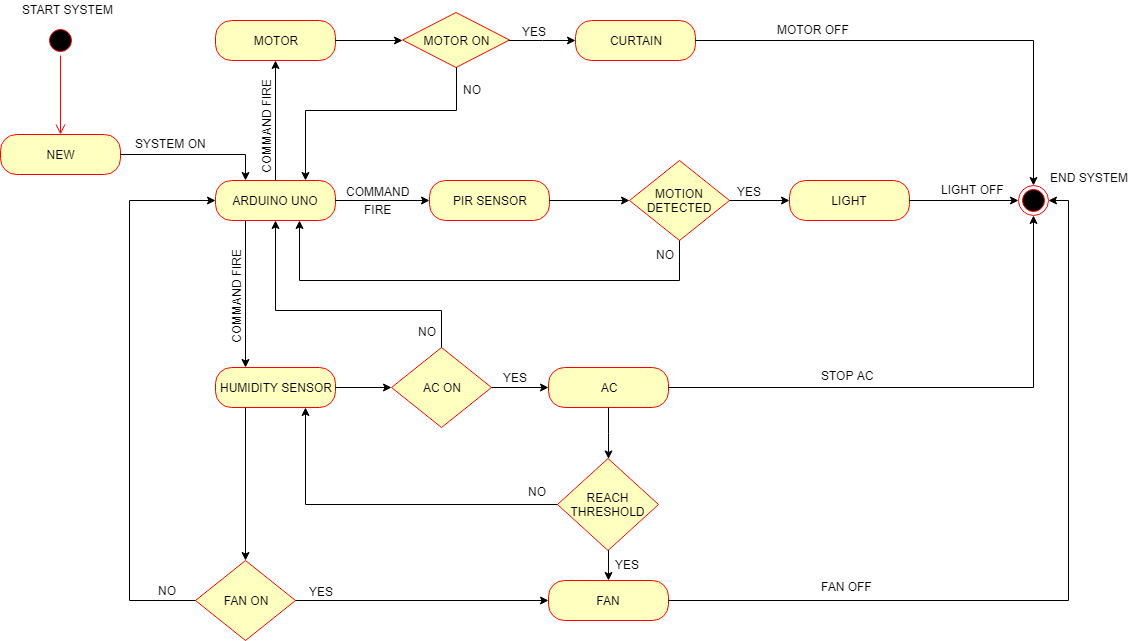 START SYSTEM
MOTOR
MOTOR ON
YES
CURTAIN
MOTOR OFF
NO
COMMAND FIRE
NEW
SYSTEM ON
ARDUINO UNO
COMMAND
FIRE
PIR SENSOR
MOTION
DETECTED
YES
LIGHT
LIGHT OFF
END SYSTEM
NO
COMMAND FIRE
NO
HUMIDITY SENSOR
AC ON
YES
AC
STOP AC
NO
REACH
THRESHOLD
YES
NO
FAN ON
YES
FAN
FAN OFF